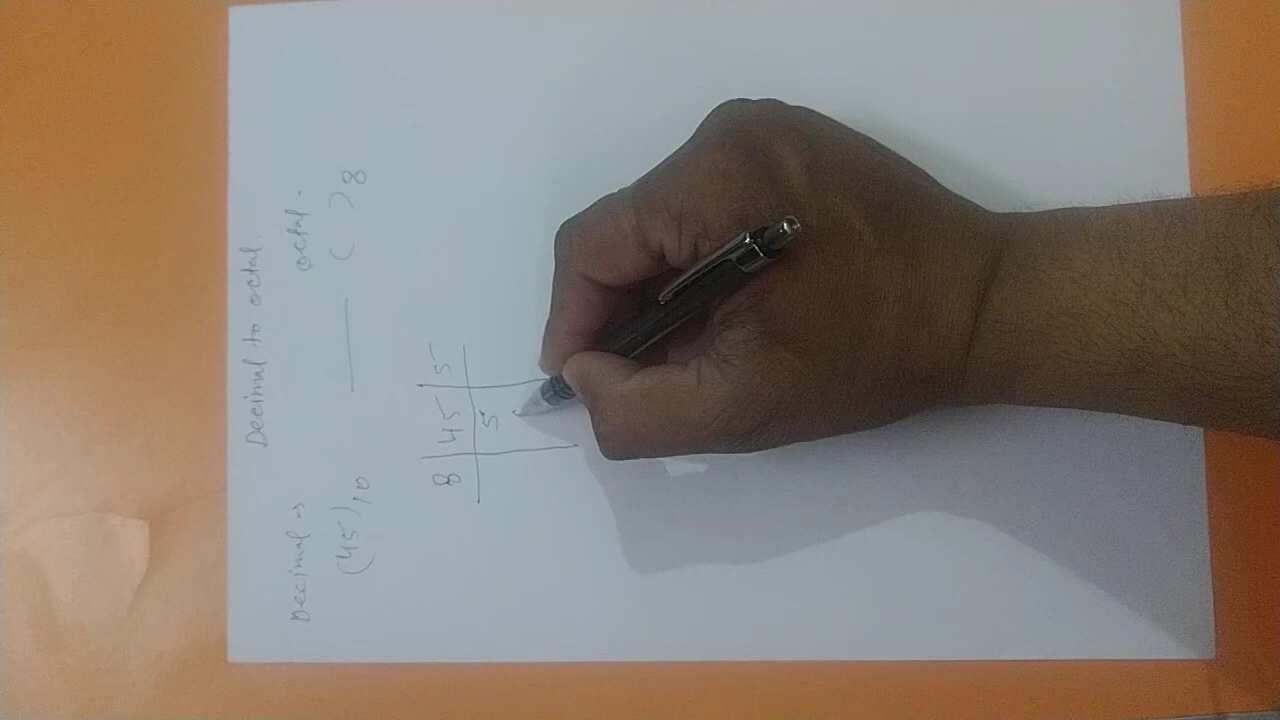 Decimal to octal.
Decimal → octal.
(45)10 —— ( )8
8 | 45 | 5
5